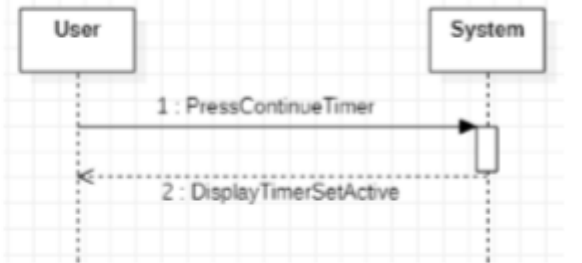 User
System
1 : PressContinueTimer
2 : DisplayTimerSetActive